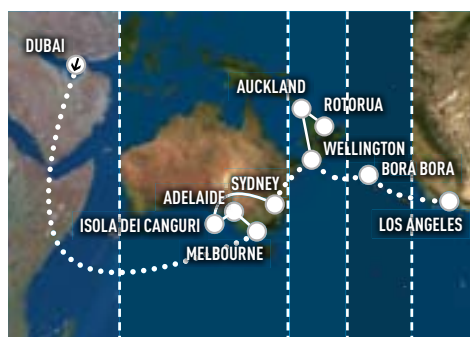 DUBAI
AUCKLAND
ROTORUA
WELLINGTON
BORA BORA
SYDNEY
ADELAIDE
LOS ANGELES
ISOLA DEI CANGURI
MELBOURNE